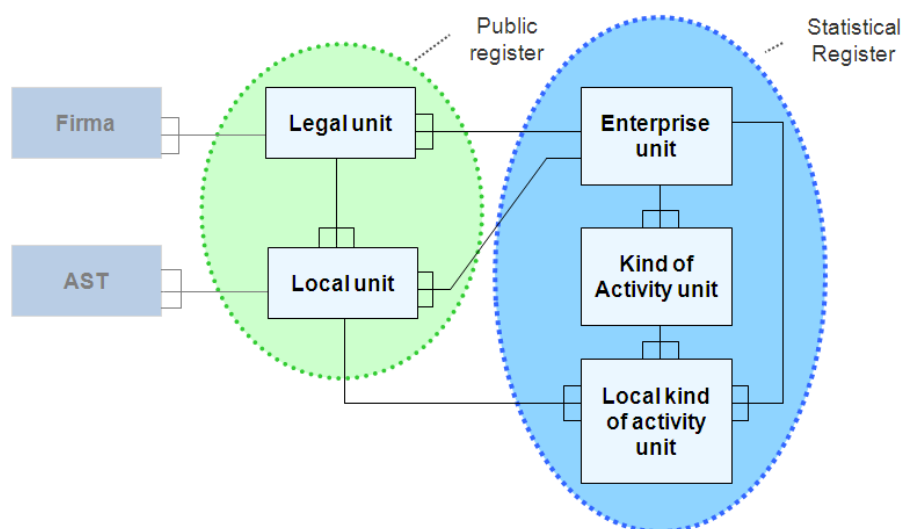 Public
register
Statistical
Register
Firma
Legal unit
Enterprise
unit
AST
Local unit
Kind of
Activity unit
Local kind
of activity
unit